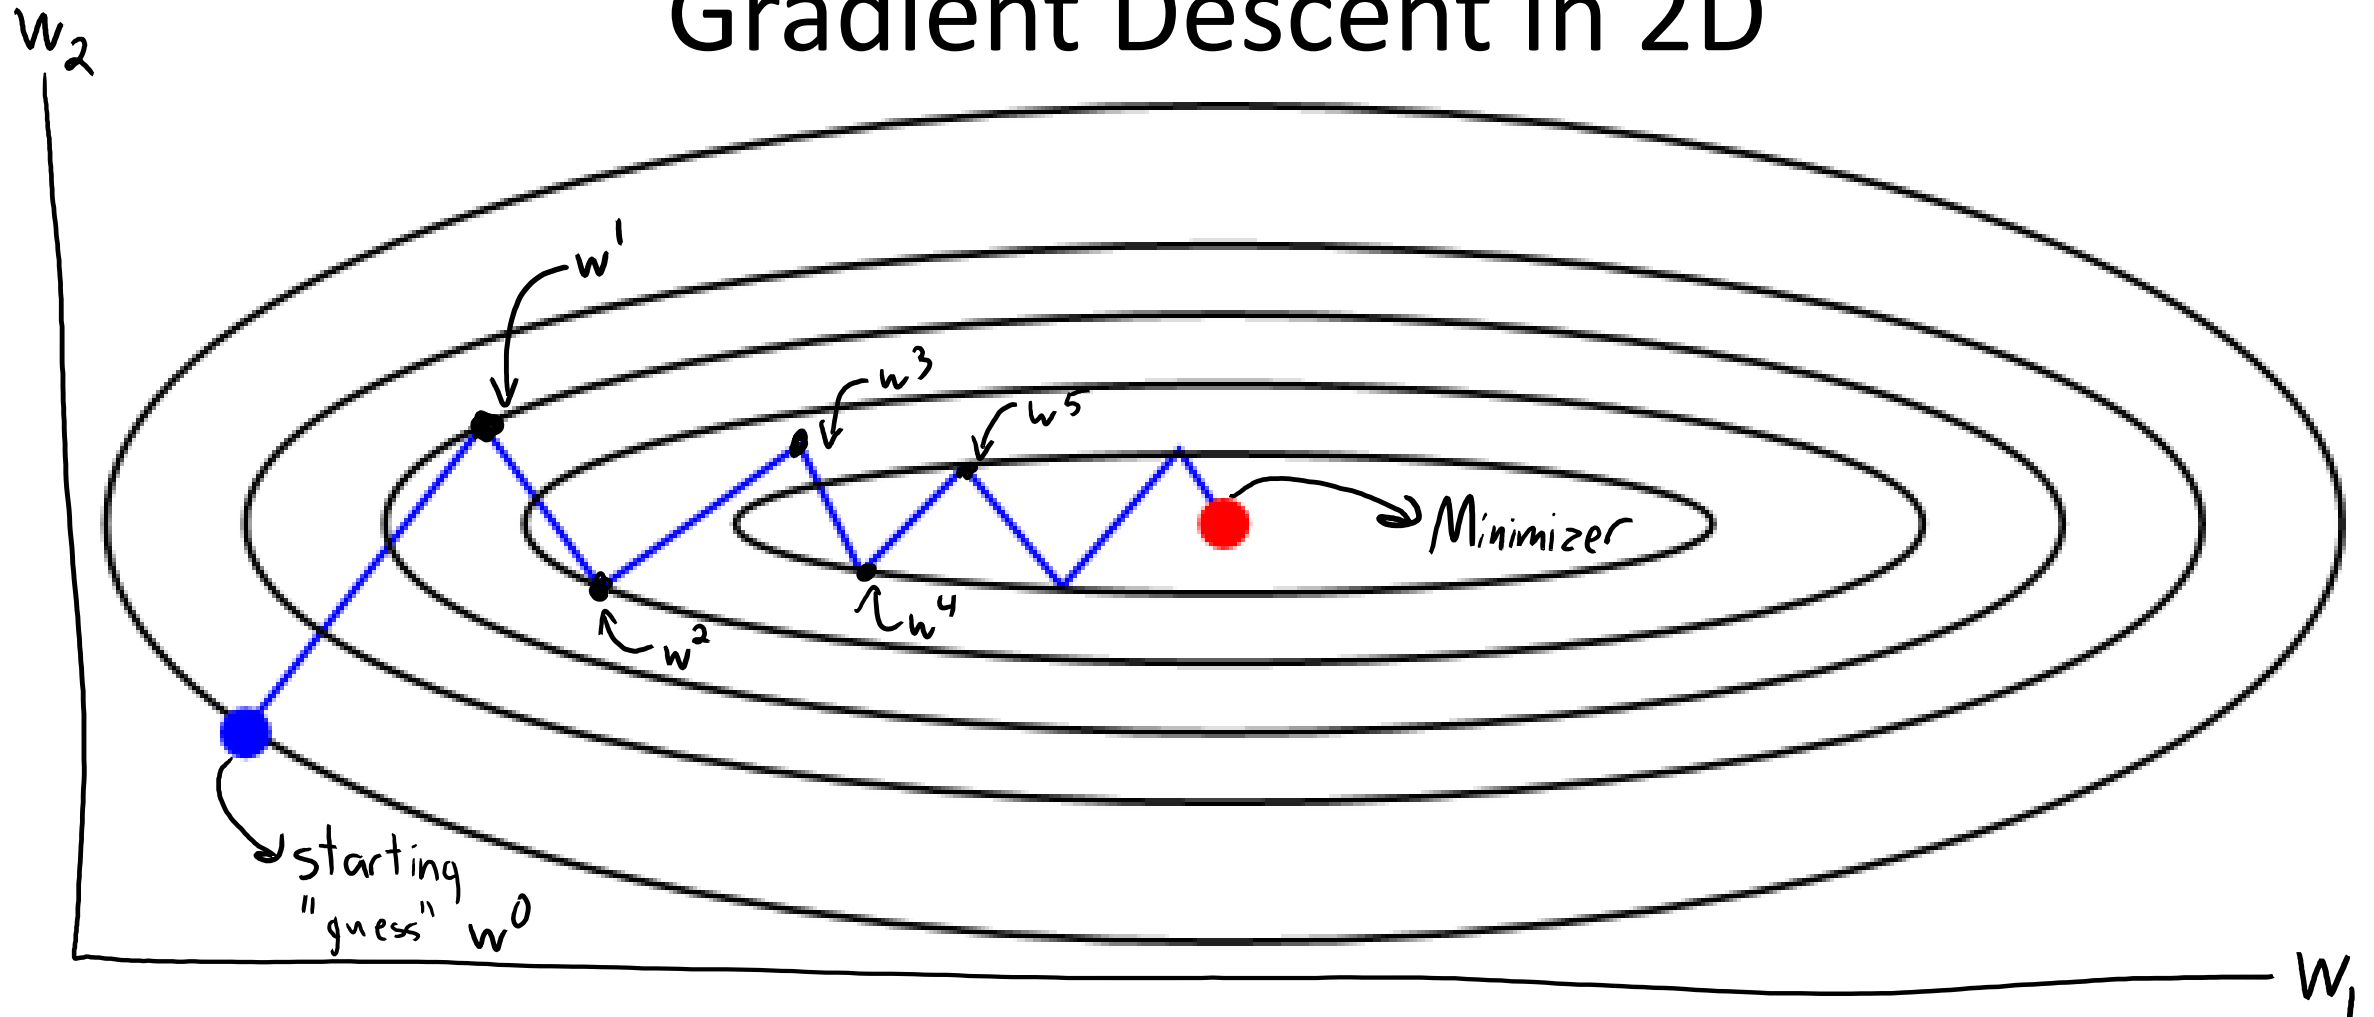 Gradient Descent in 2D
w₂
w¹
w³
w⁵
Minimizer
w⁴
w²
starting
"guess" w⁰
w₁